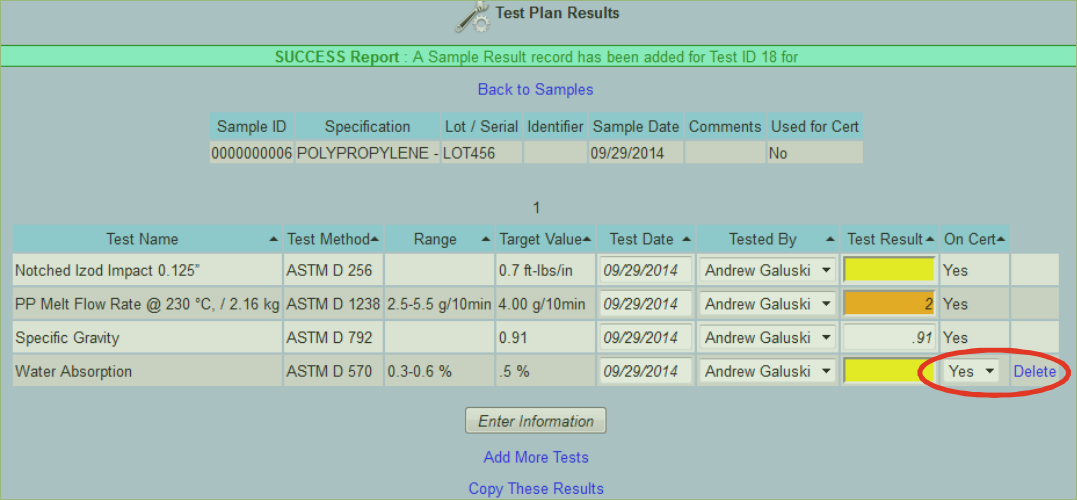 Test Plan Results
SUCCESS Report : A Sample Result record has been added for Test ID 18 for
Back to Samples
Sample ID Specification Lot / Serial Identifier Sample Date Comments Used for Cert
0000000006 POLYPROPYLENE - LOT456 09/29/2014 No
1
Test Name Test Method Range Target Value Test Date Tested By Test Result On Cert
Notched Izod Impact 0.125" ASTM D 256 0.7 ft-lbs/in 09/29/2014 Andrew Galuski Yes
PP Melt Flow Rate @ 230 °C, / 2.16 kg ASTM D 1238 2.5-5.5 g/10min 4.00 g/10min 09/29/2014 Andrew Galuski 2 Yes
Specific Gravity ASTM D 792 0.91 09/29/2014 Andrew Galuski .91 Yes
Water Absorption ASTM D 570 0.3-0.6 % .5 % 09/29/2014 Andrew Galuski Yes Delete
Enter Information
Add More Tests
Copy These Results